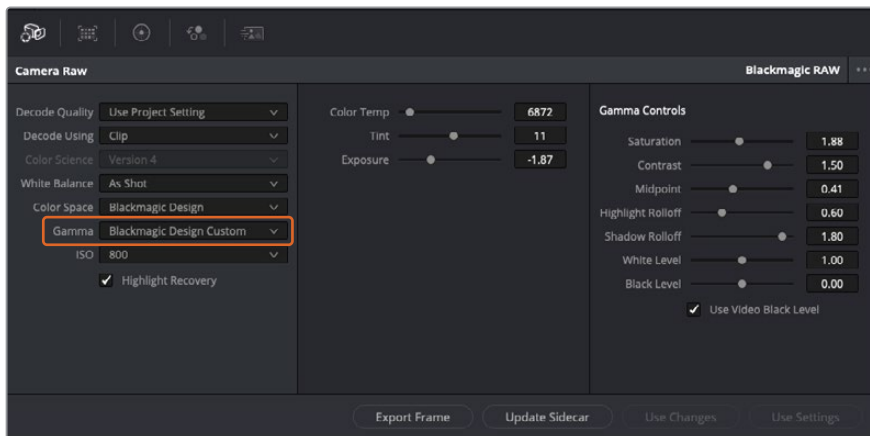 Camera Raw
Blackmagic RAW
Decode Quality Use Project Setting
Decode Using Clip
Color Science Version 4
White Balance As Shot
Color Space Blackmagic Design
Gamma Blackmagic Design Custom
ISO 800
Highlight Recovery
Color Temp 6872
Tint 11
Exposure -1.87
Gamma Controls
Saturation 1.88
Contrast 1.50
Midpoint 0.41
Highlight Rolloff 0.60
Shadow Rolloff 1.80
White Level 1.00
Black Level 0.00
Use Video Black Level
Export Frame
Update Sidecar
Use Changes
Use Settings